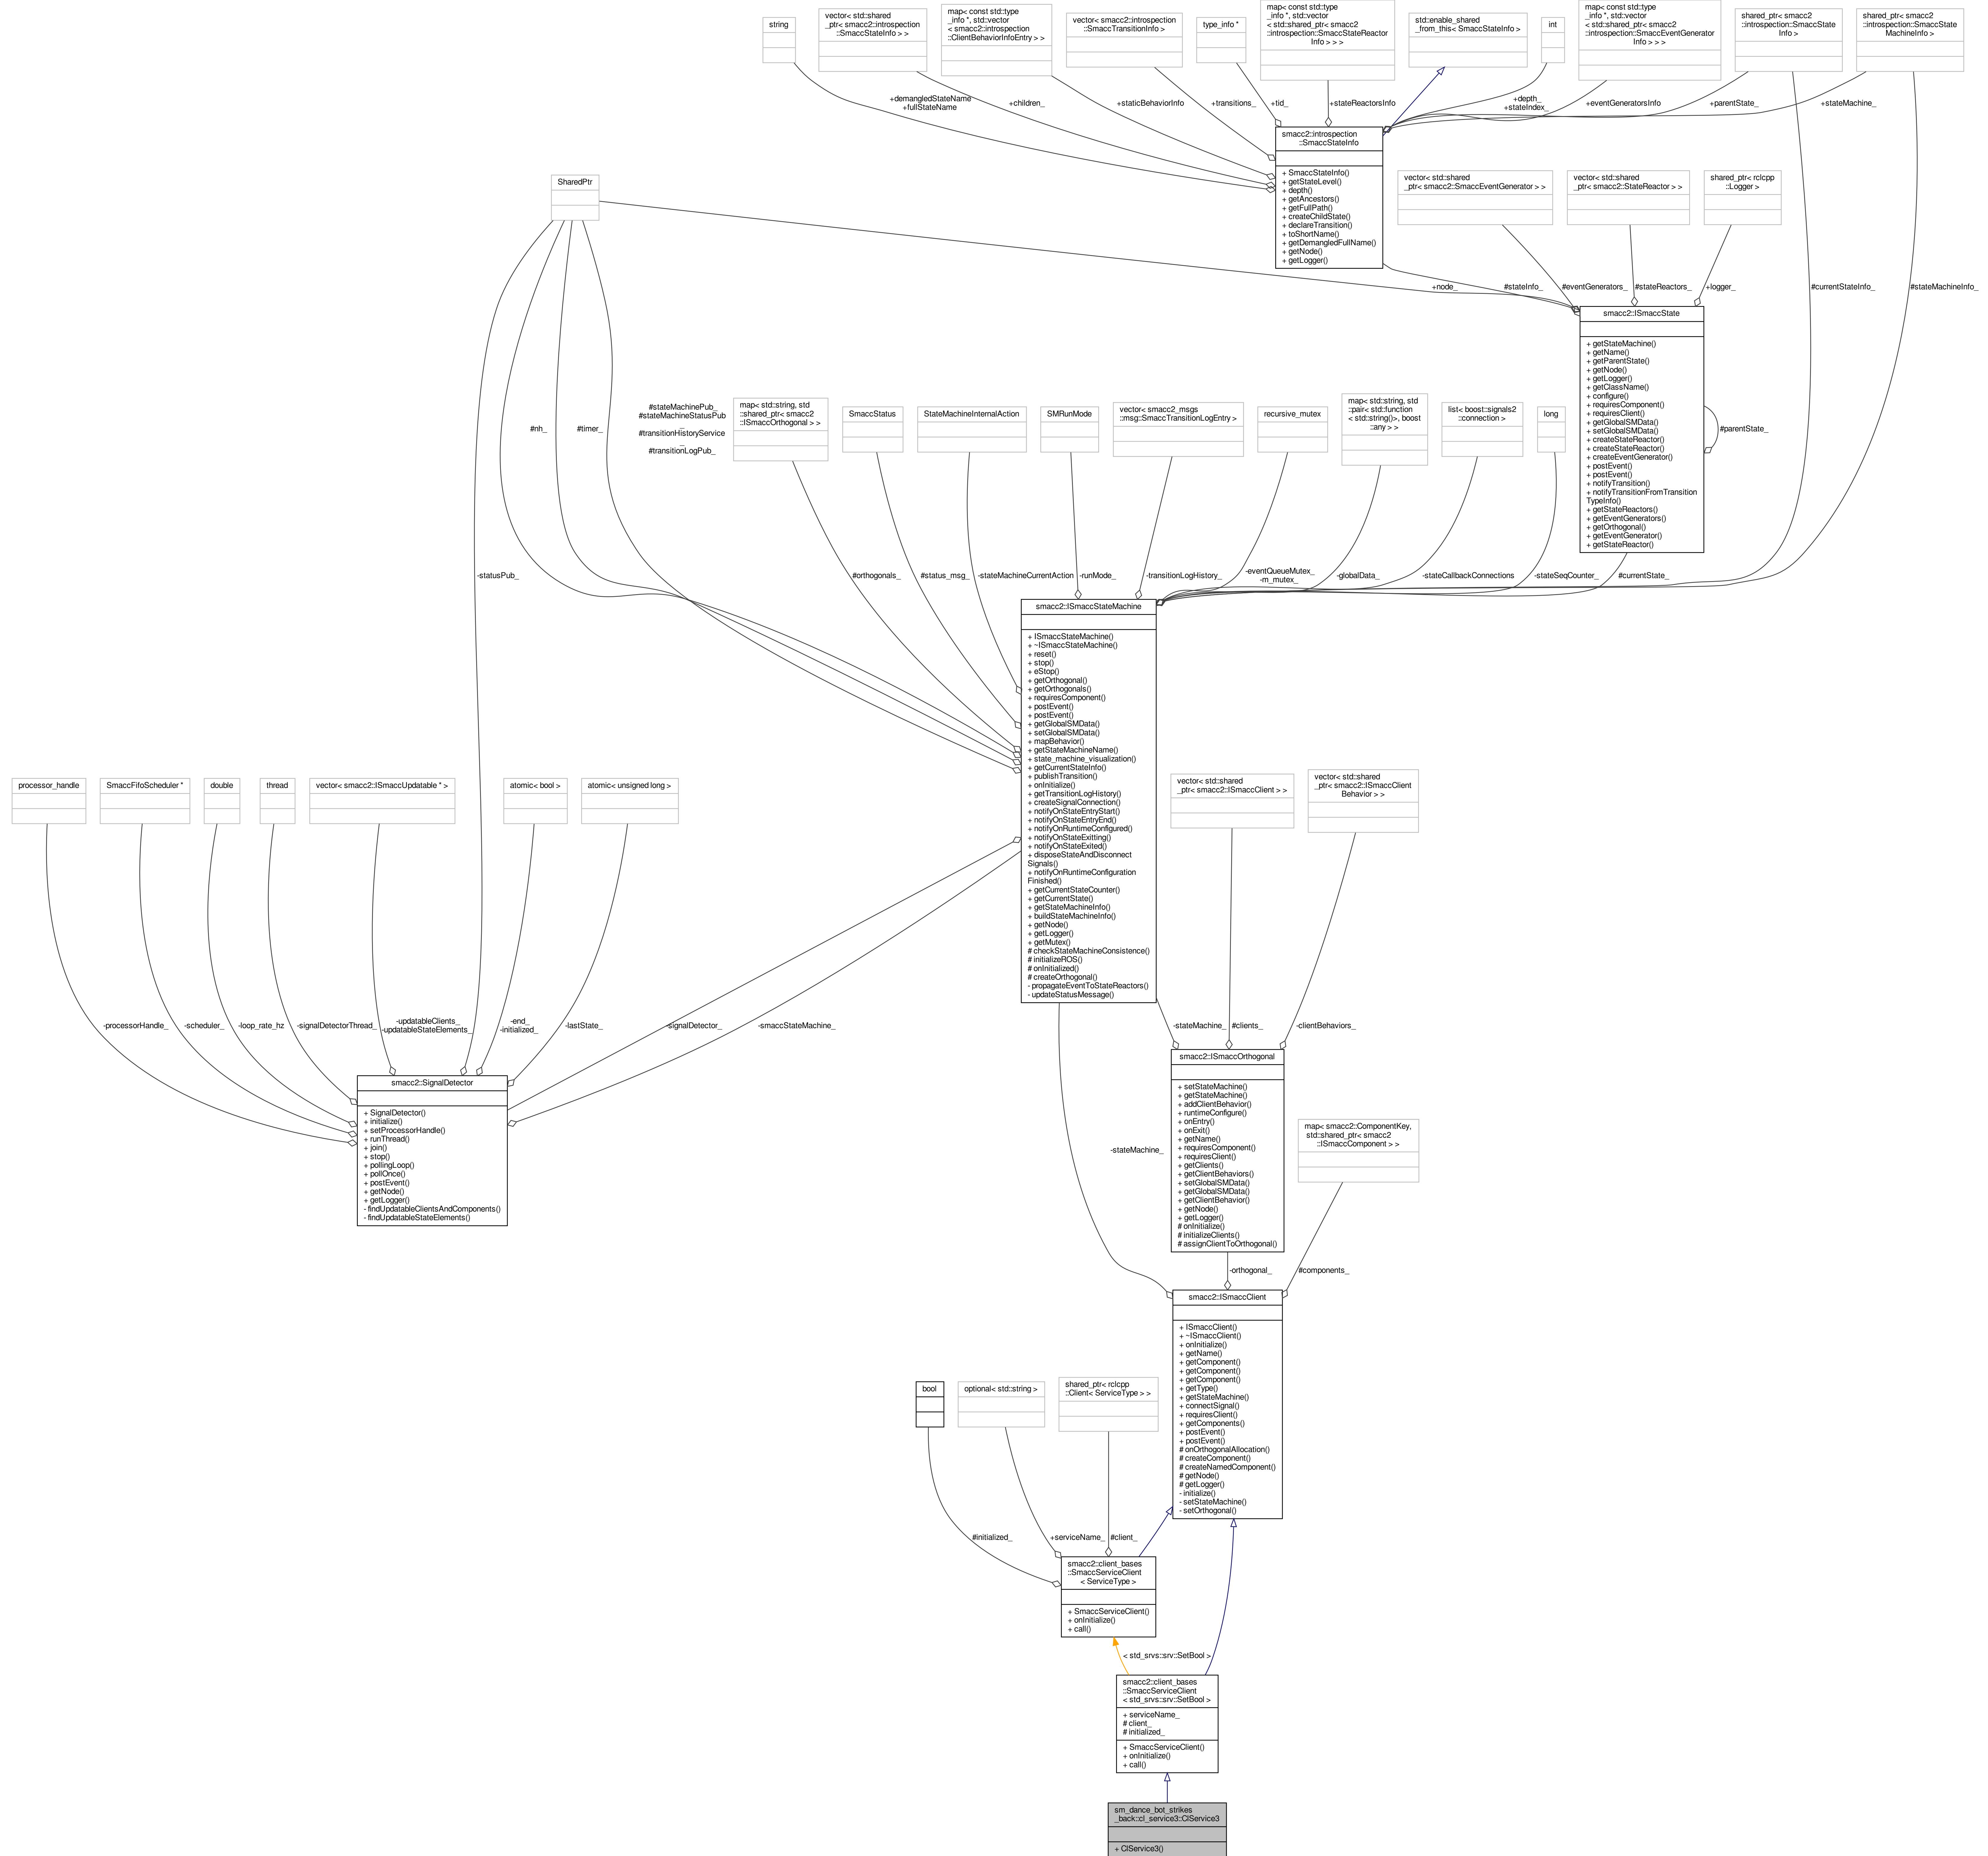 string
vector< std::shared
_ptr< smacc2::introspection
::SmaccStateInfo > >
map< const std::type
_info *, std::vector
< smacc2::introspection
::ClientBehaviorInfoEntry > >
vector< smacc2::introspection
::SmaccTransitionInfo >
type_info *
map< const std::type
_info *, std::vector
< std::shared_ptr< smacc2
::introspection::SmaccStateReactor
Info > > >
std::enable_shared
_from_this< SmaccStateInfo >
int
map< const std::type
_info *, std::vector
< std::shared_ptr< smacc2
::introspection::SmaccEventGenerator
Info > > >
shared_ptr< smacc2
::introspection::SmaccState
Info >
shared_ptr< smacc2
::introspection::SmaccState
MachineInfo >
+demangledStateName
+fullStateName
+children_
+staticBehaviorInfo
+transitions_
+tid_
+stateReactorsInfo
+depth_
+stateIndex_
+eventGeneratorsInfo
+parentState_
+stateMachine_
smacc2::introspection
::SmaccStateInfo
+ SmaccStateInfo()
+ getStateLevel()
+ depth()
+ getAncestors()
+ getFullPath()
+ createChildState()
+ declareTransition()
+ toShortName()
+ getDemangledFullName()
+ getNode()
+ getLogger()
SharedPtr
vector< std::shared
_ptr< smacc2::SmaccEventGenerator > >
vector< std::shared
_ptr< smacc2::StateReactor > >
shared_ptr< rclcpp
::Logger >
+node_
#stateInfo_
#eventGenerators_
#stateReactors_
+logger_
#currentStateInfo_
#stateMachineInfo_
smacc2::ISmaccState
+ getStateMachine()
+ getName()
+ getParentState()
+ getNode()
+ getLogger()
+ getClassName()
+ configure()
+ requiresComponent()
+ requiresClient()
+ getGlobalSMData()
+ setGlobalSMData()
+ createStateReactor()
+ createStateReactor()
+ createEventGenerator()
+ postEvent()
+ postEvent()
+ notifyTransition()
+ notifyTransitionFromTransition
TypeInfo()
+ getStateReactors()
+ getEventGenerators()
+ getOrthogonal()
+ getEventGenerator()
+ getStateReactor()
#parentState_
#nh_
#timer_
#stateMachinePub_
#stateMachineStatusPub
_
#transitionHistoryService
_
#transitionLogPub_
map< std::string, std
::shared_ptr< smacc2
::ISmaccOrthogonal > >
SmaccStatus
StateMachineInternalAction
SMRunMode
vector< smacc2_msgs
::msg::SmaccTransitionLogEntry >
recursive_mutex
map< std::string, std
::pair< std::function
< std::string()>, boost
::any > >
list< boost::signals2
::connection >
long
-statusPub_
#orthogonals_
#status_msg_
-stateMachineCurrentAction
-runMode_
-transitionLogHistory_
-eventQueueMutex_
-m_mutex_
-globalData_
-stateCallbackConnections
-stateSeqCounter_
#currentState_
smacc2::ISmaccStateMachine
+ ISmaccStateMachine()
+ ~ISmaccStateMachine()
+ reset()
+ stop()
+ eStop()
+ getOrthogonal()
+ getOrthogonals()
+ requiresComponent()
+ postEvent()
+ postEvent()
+ getGlobalSMData()
+ setGlobalSMData()
+ mapBehavior()
+ getStateMachineName()
+ state_machine_visualization()
+ getCurrentStateInfo()
+ publishTransition()
+ onInitialize()
+ getTransitionLogHistory()
+ createSignalConnection()
+ notifyOnStateEntryStart()
+ notifyOnStateEntryEnd()
+ notifyOnRuntimeConfigured()
+ notifyOnStateExitting()
+ notifyOnStateExited()
+ disposeStateAndDisconnect
Signals()
+ notifyOnRuntimeConfiguration
Finished()
+ getCurrentStateCounter()
+ getCurrentState()
+ getStateMachineInfo()
+ buildStateMachineInfo()
+ getNode()
+ getLogger()
+ getMutex()
# checkStateMachineConsistence()
# initializeROS()
# onInitialized()
# createOrthogonal()
- propagateEventToStateReactors()
- updateStatusMessage()
processor_handle
SmaccFifoScheduler *
double
thread
vector< smacc2::ISmaccUpdatable * >
atomic< bool >
atomic< unsigned long >
vector< std::shared
_ptr< smacc2::ISmaccClient > >
vector< std::shared
_ptr< smacc2::ISmaccClient
Behavior > >
-processorHandle_
-scheduler_
-loop_rate_hz
-signalDetectorThread_
-updatableClients_
-updatableStateElements_
-end_
-initialized_
-lastState_
-signalDetector_
-smaccStateMachine_
-stateMachine_
#clients_
-clientBehaviors_
smacc2::SignalDetector
+ SignalDetector()
+ initialize()
+ setProcessorHandle()
+ runThread()
+ join()
+ stop()
+ pollingLoop()
+ pollOnce()
+ postEvent()
+ getNode()
+ getLogger()
- findUpdatableClientsAndComponents()
- findUpdatableStateElements()
smacc2::ISmaccOrthogonal
+ setStateMachine()
+ getStateMachine()
+ addClientBehavior()
+ runtimeConfigure()
+ onEntry()
+ onExit()
+ getName()
+ requiresComponent()
+ requiresClient()
+ getClients()
+ getClientBehaviors()
+ setGlobalSMData()
+ getGlobalSMData()
+ getClientBehavior()
+ getNode()
+ getLogger()
# onInitialize()
# initializeClients()
# assignClientToOrthogonal()
map< smacc2::ComponentKey,
std::shared_ptr< smacc2
::ISmaccComponent > >
-stateMachine_
-orthogonal_
#components_
smacc2::ISmaccClient
+ ISmaccClient()
+ ~ISmaccClient()
+ onInitialize()
+ getName()
+ getComponent()
+ getComponent()
+ getComponent()
+ getType()
+ getStateMachine()
+ connectSignal()
+ requiresClient()
+ getComponents()
+ postEvent()
+ postEvent()
# onOrthogonalAllocation()
# createComponent()
# createNamedComponent()
# getNode()
# getLogger()
- initialize()
- setStateMachine()
- setOrthogonal()
bool
optional< std::string >
shared_ptr< rclcpp
::Client< ServiceType > >
#initialized_
+serviceName_
#client_
smacc2::client_bases
::SmaccServiceClient
< ServiceType >
+ SmaccServiceClient()
+ onInitialize()
+ call()
< std_srvs::srv::SetBool >
smacc2::client_bases
::SmaccServiceClient
< std_srvs::srv::SetBool >
+ serviceName_
# client_
# initialized_
+ SmaccServiceClient()
+ onInitialize()
+ call()
sm_dance_bot_strikes
_back::cl_service3::ClService3
+ ClService3()